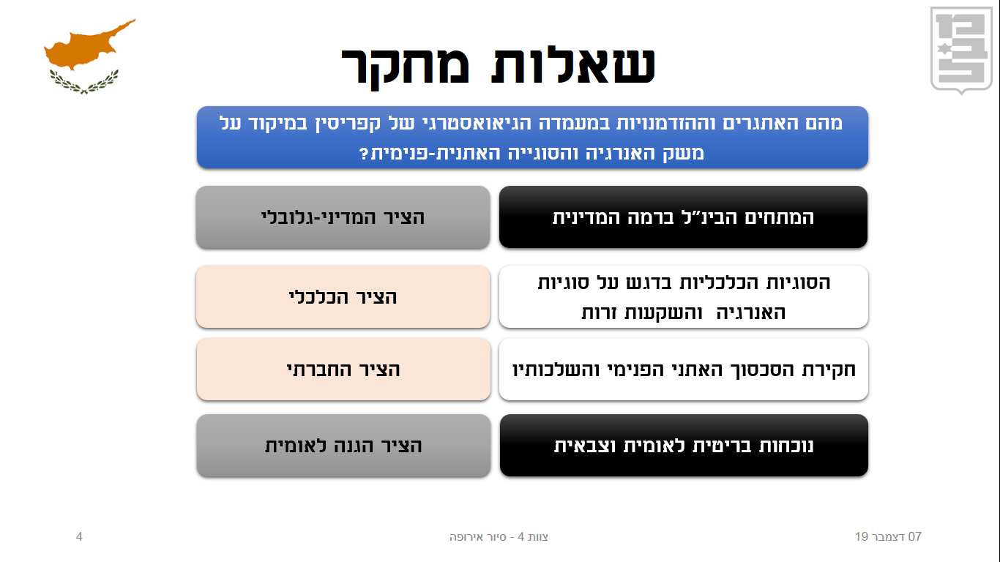 שאלות מחקר
מהם האתגרים וההזדמנויות במעמדה הגיאואסטרגי של קפריסין במיקוד על
משק האנרגיה והסוגייה האתנית-פנימית?
המתחים הבינ"ל ברמה המדינית
הציר המדיני-גלובלי
הסוגיות הכלכליות בדגש על סוגיות
האנרגיה והשקעות זרות
הציר הכלכלי
חקירת הסכסוך האתני הפנימי והשלכותיו
הציר החברתי
נוכחות בריטית לאומית וצבאית
הציר הגנה לאומית
07 דצמבר 19
צוות 4 - סיור אירופה
4